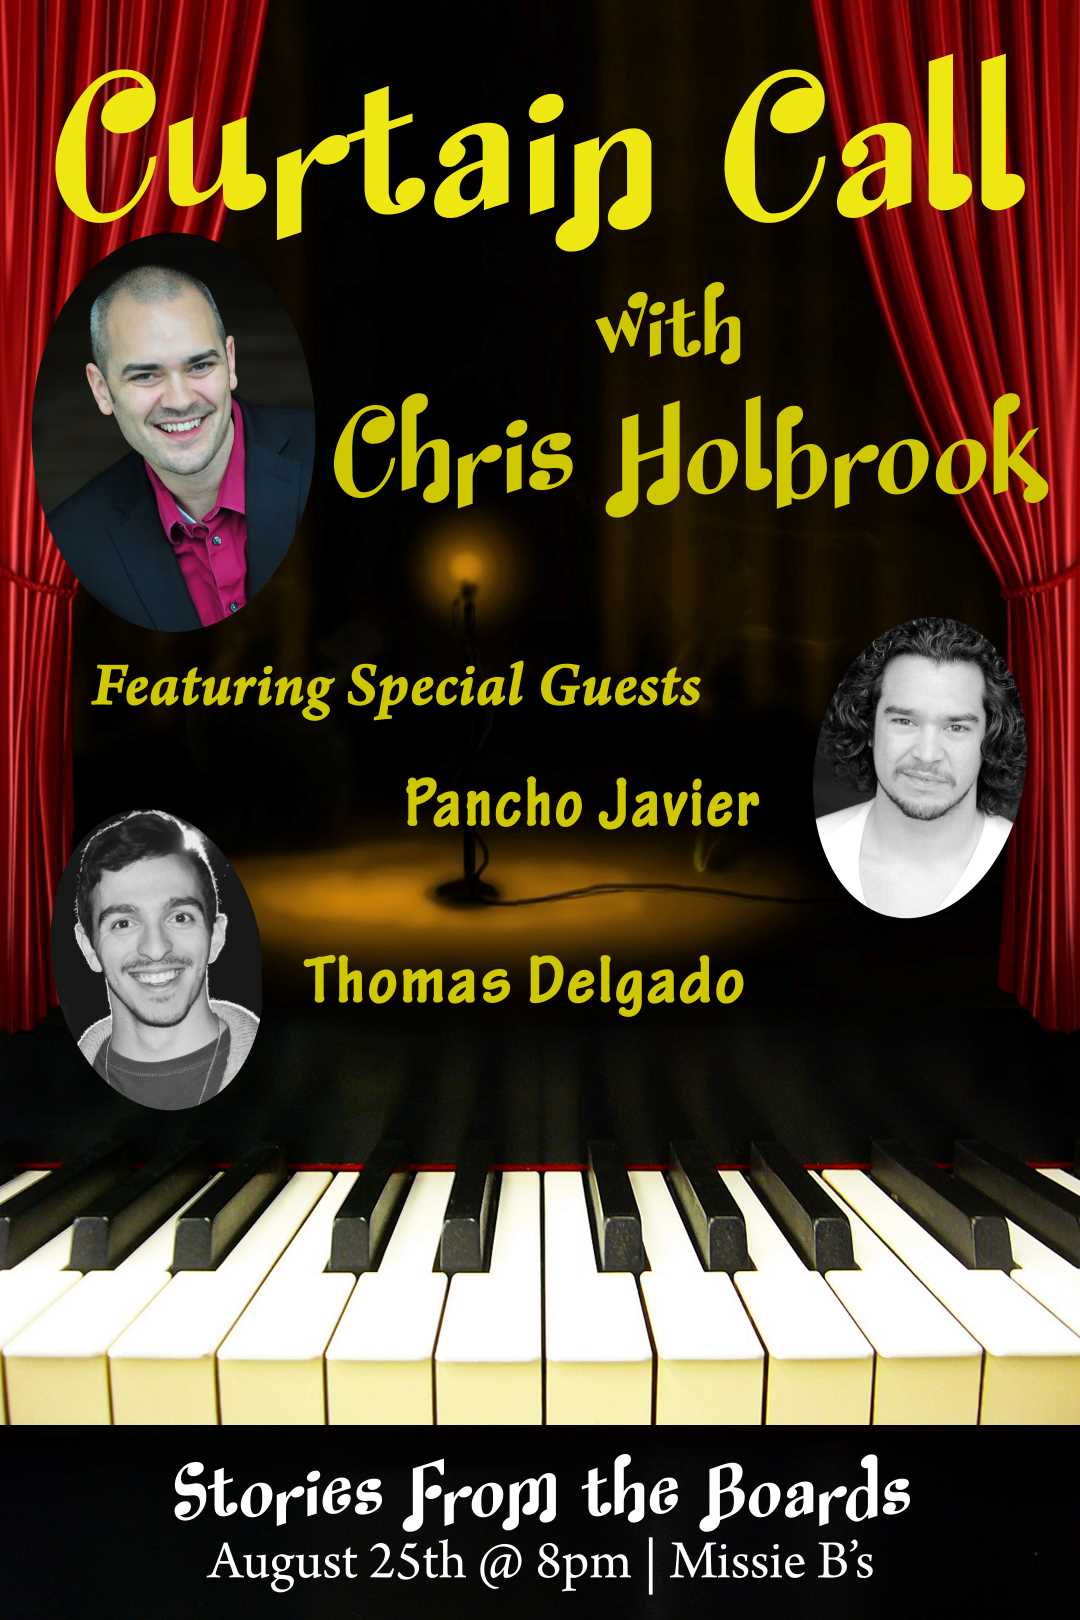 Curtain Call
with
Chris Holbrook
Featuring Special Guests
Pancho Javier
Thomas Delgado
Stories From the Boards
August 25th @ 8pm | Missie B's